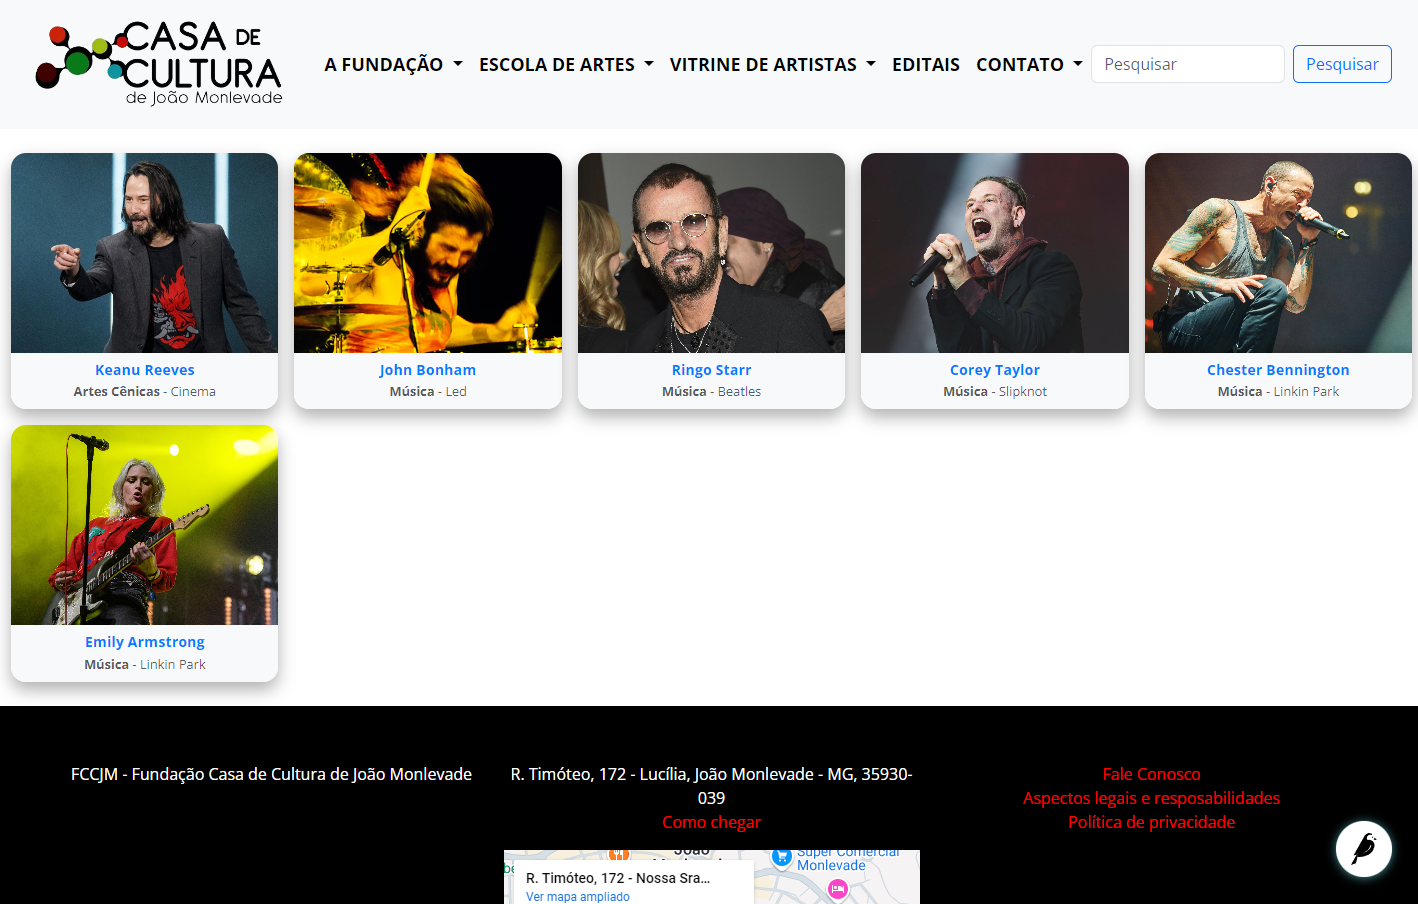 CASA DE
CULTURA
de João Monlevade
A FUNDAÇÃO
ESCOLA DE ARTES
VITRINE DE ARTISTAS
EDITAIS
CONTATO
Pesquisar
Pesquisar
Keanu Reeves
Artes Cênicas - Cinema
John Bonham
Música - Led
Ringo Starr
Música - Beatles
Corey Taylor
Música - Slipknot
Chester Bennington
Música - Linkin Park
Emily Armstrong
Música - Linkin Park
FCCJM - Fundação Casa de Cultura de João Monlevade
R. Timóteo, 172 - Lucília, João Monlevade - MG, 35930-
039
Como chegar
Fale Conosco
Aspectos legais e resposabilidades
Política de privacidade
João
Super Comercial
Monlevade
R. Timóteo, 172 - Nossa Sra...
Ver mapa ampliado